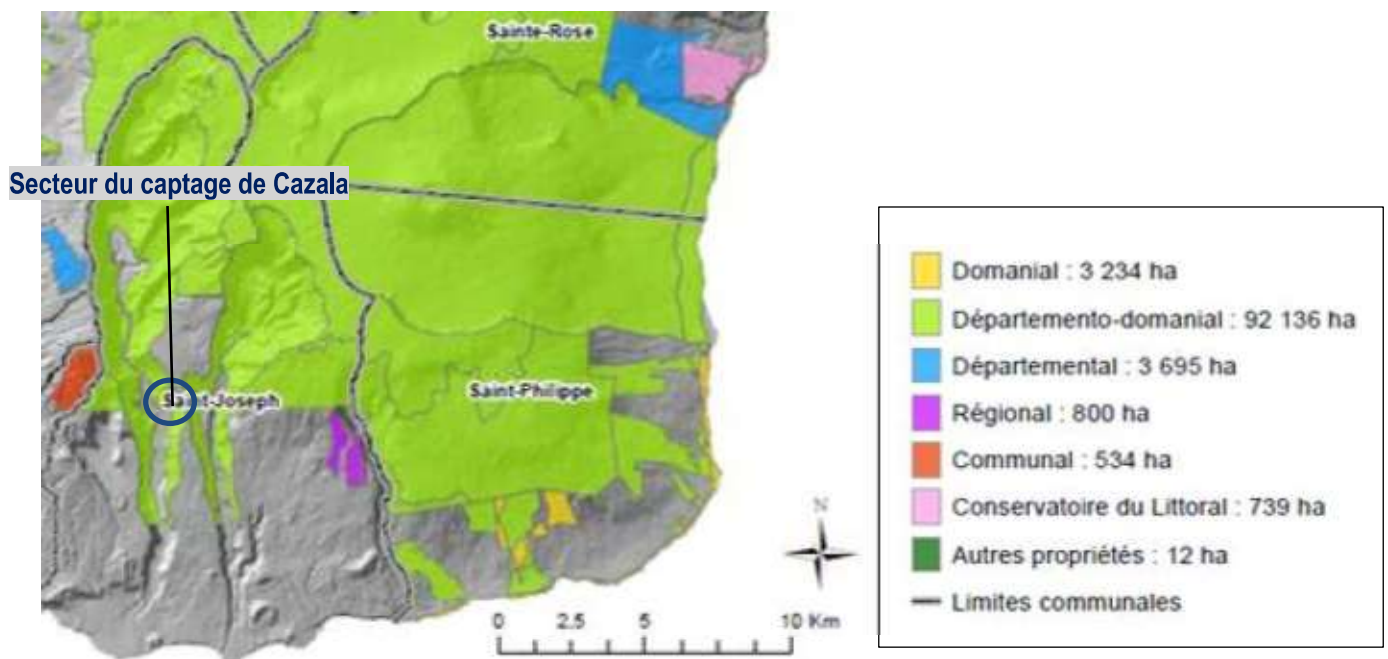 Sainte-Rose
Secteur du captage de Cazala
Saint-Joseph
Saint-Philippe
N
0 2.5 5 10 Km
Domanial : 3 234 ha
Départemento-domanial : 92 136 ha
Départemental : 3 695 ha
Régional : 800 ha
Communal : 534 ha
Conservatoire du Littoral : 739 ha
Autres propriétés : 12 ha
Limites communales